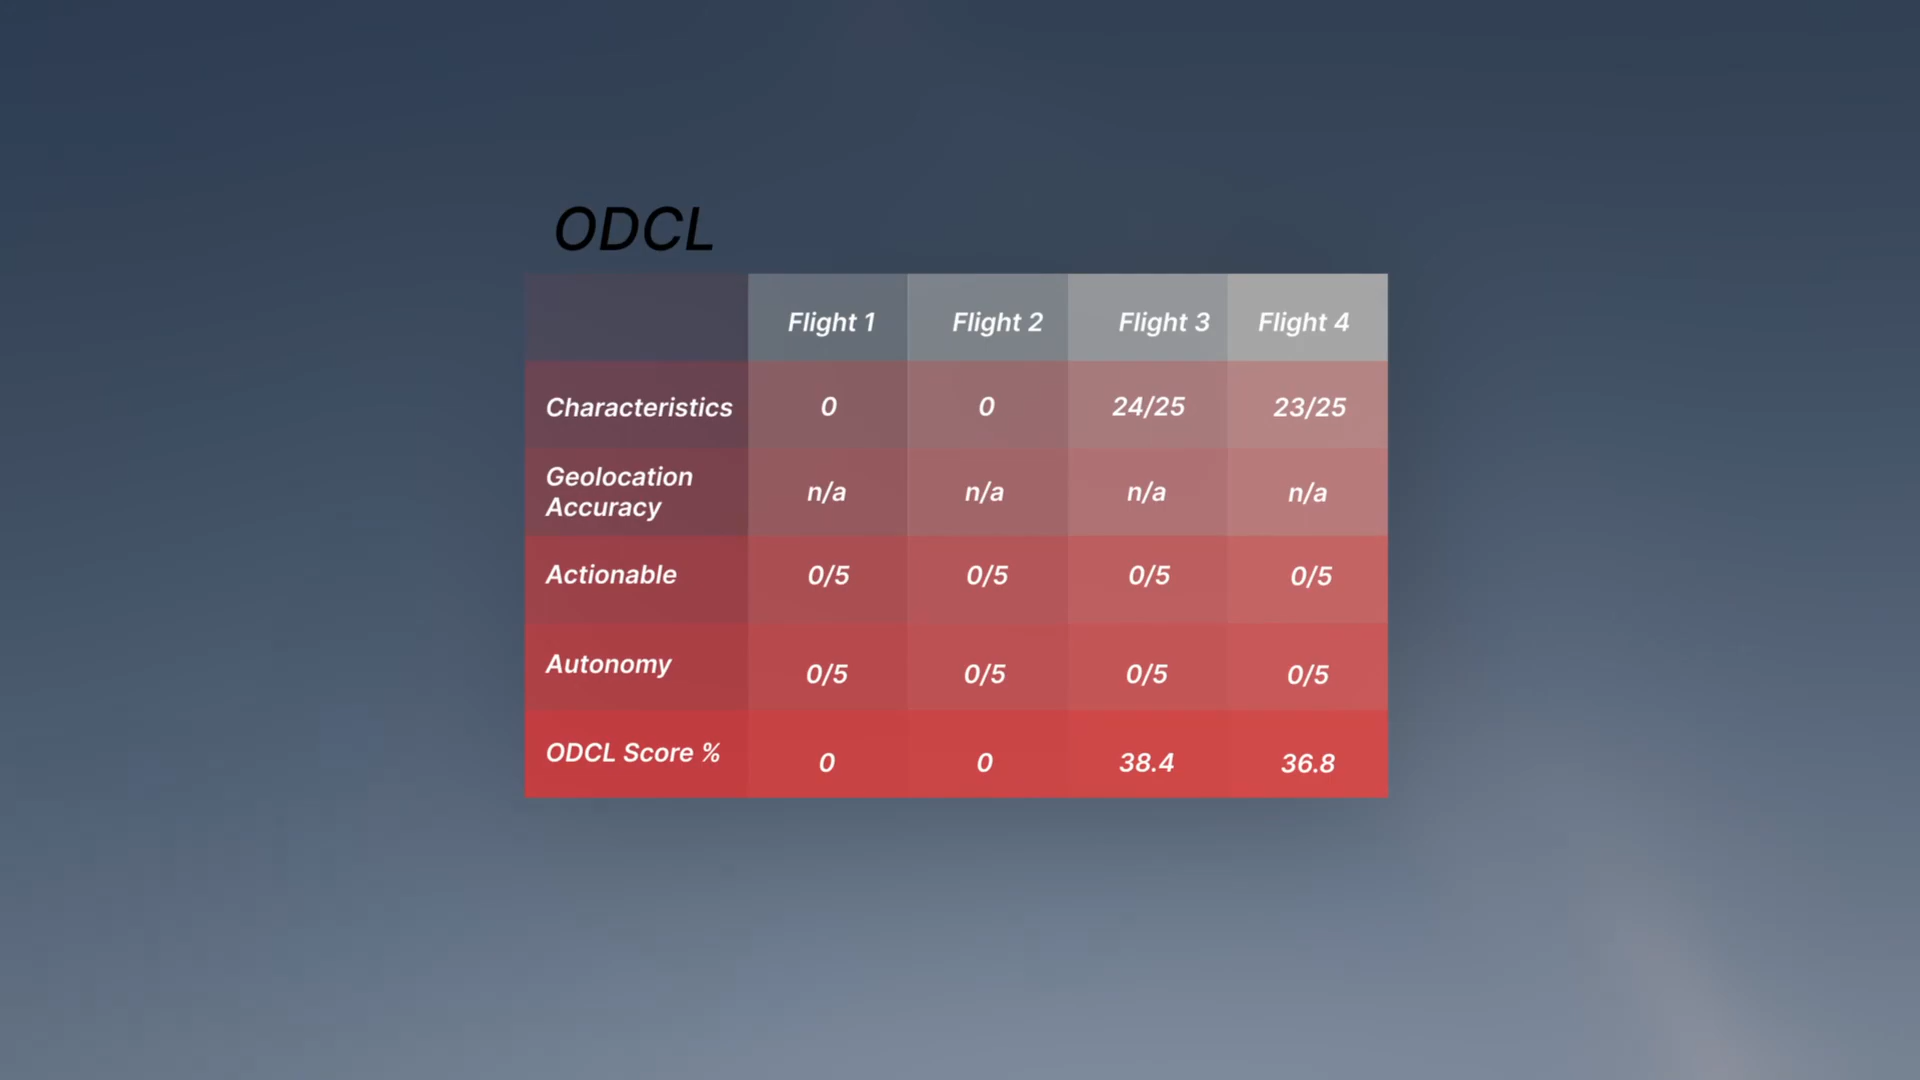 ODCL
Flight 1 Flight 2 Flight 3 Flight 4
Characteristics 0 0 24/25 23/25
Geolocation
Accuracy n/a n/a n/a n/a
Actionable 0/5 0/5 0/5 0/5
Autonomy 0/5 0/5 0/5 0/5
ODCL Score % 0 0 38.4 36.8